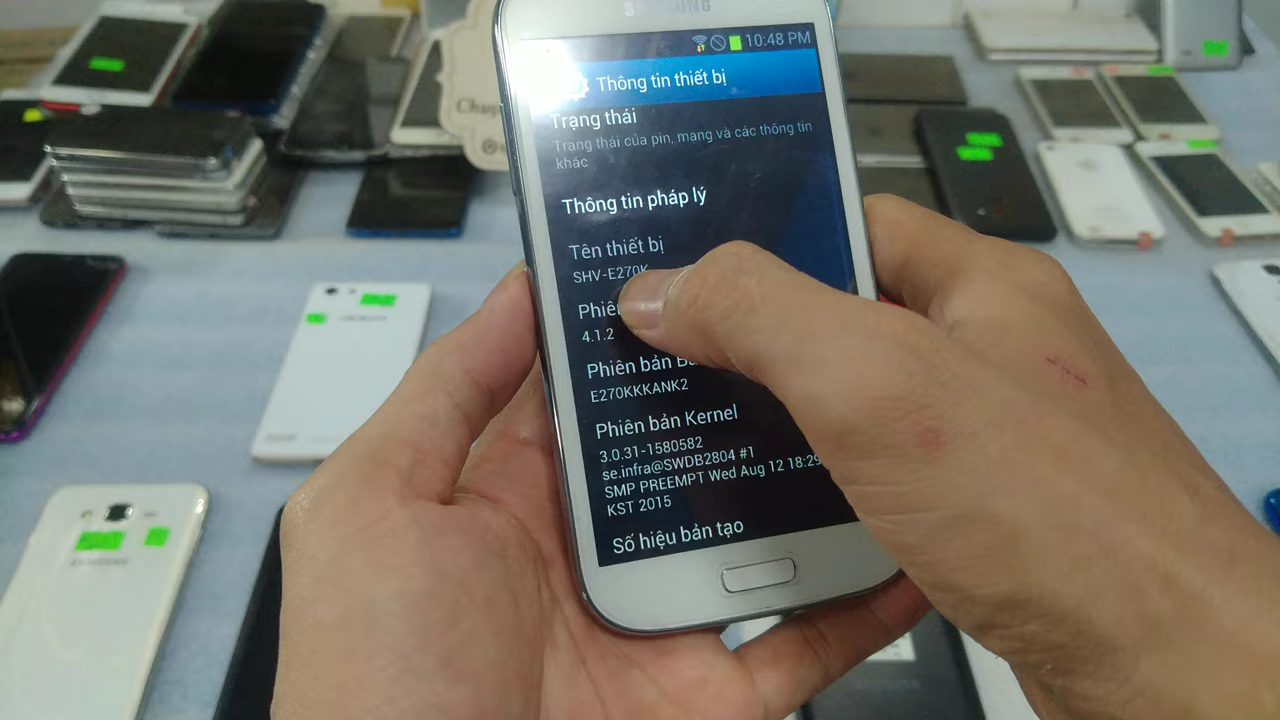 SAMSUNG
10:48 PM
Thông tin thiết bị
Trạng thái
Trạng thái của pin, mạng và các thông tin
khác
Thông tin pháp lý
Tên thiết bị
SHV-E270K
Phiên
4.1.2
Phiên bản
E270KKKANK2
Phiên bản Kernel
3.0.31-1580582
se.infra@SWDB2804 #1
SMP PREEMPT Wed Aug 12 18:29
KST 2015
Số hiệu bản tạo